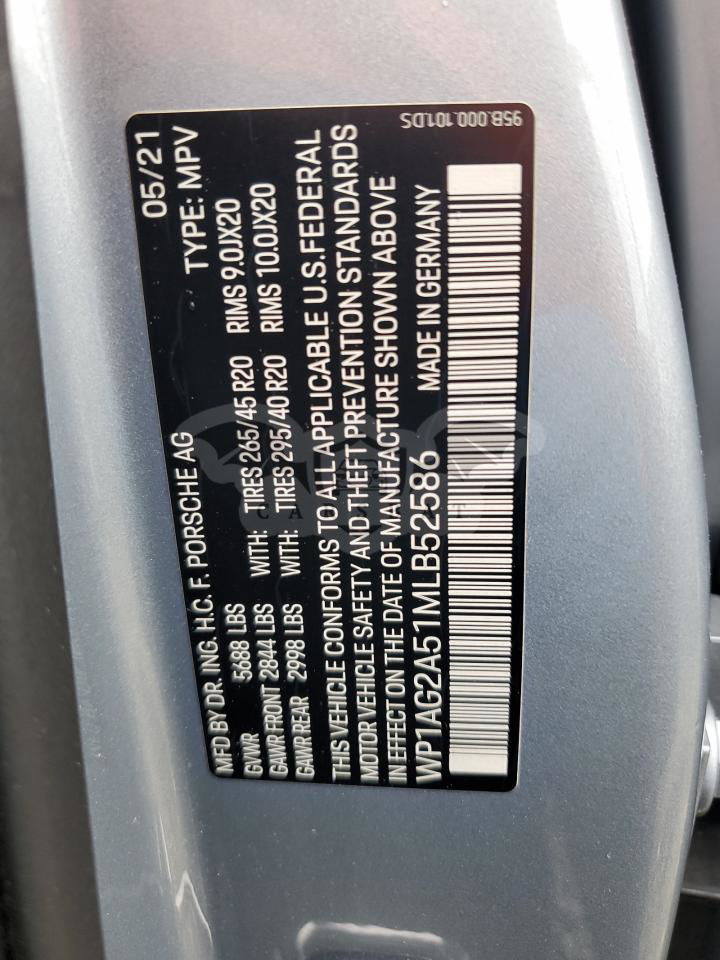 95B.000.101.DS
MFD BY DR. ING. H.C. F. PORSCHE AG 05/21
GVWR 5688 LBS TYPE: MPV
GAWR FRONT 2844 LBS WITH: TIRES 265/45 R20 RIMS 9.0JX20
GAWR REAR 2998 LBS WITH: TIRES 295/40 R20 RIMS 10.0JX20
THIS VEHICLE CONFORMS TO ALL APPLICABLE U.S. FEDERAL
MOTOR VEHICLE SAFETY AND THEFT PREVENTION STANDARDS
IN EFFECT ON THE DATE OF MANUFACTURE SHOWN ABOVE
WP1AG2A51MLB52586 MADE IN GERMANY